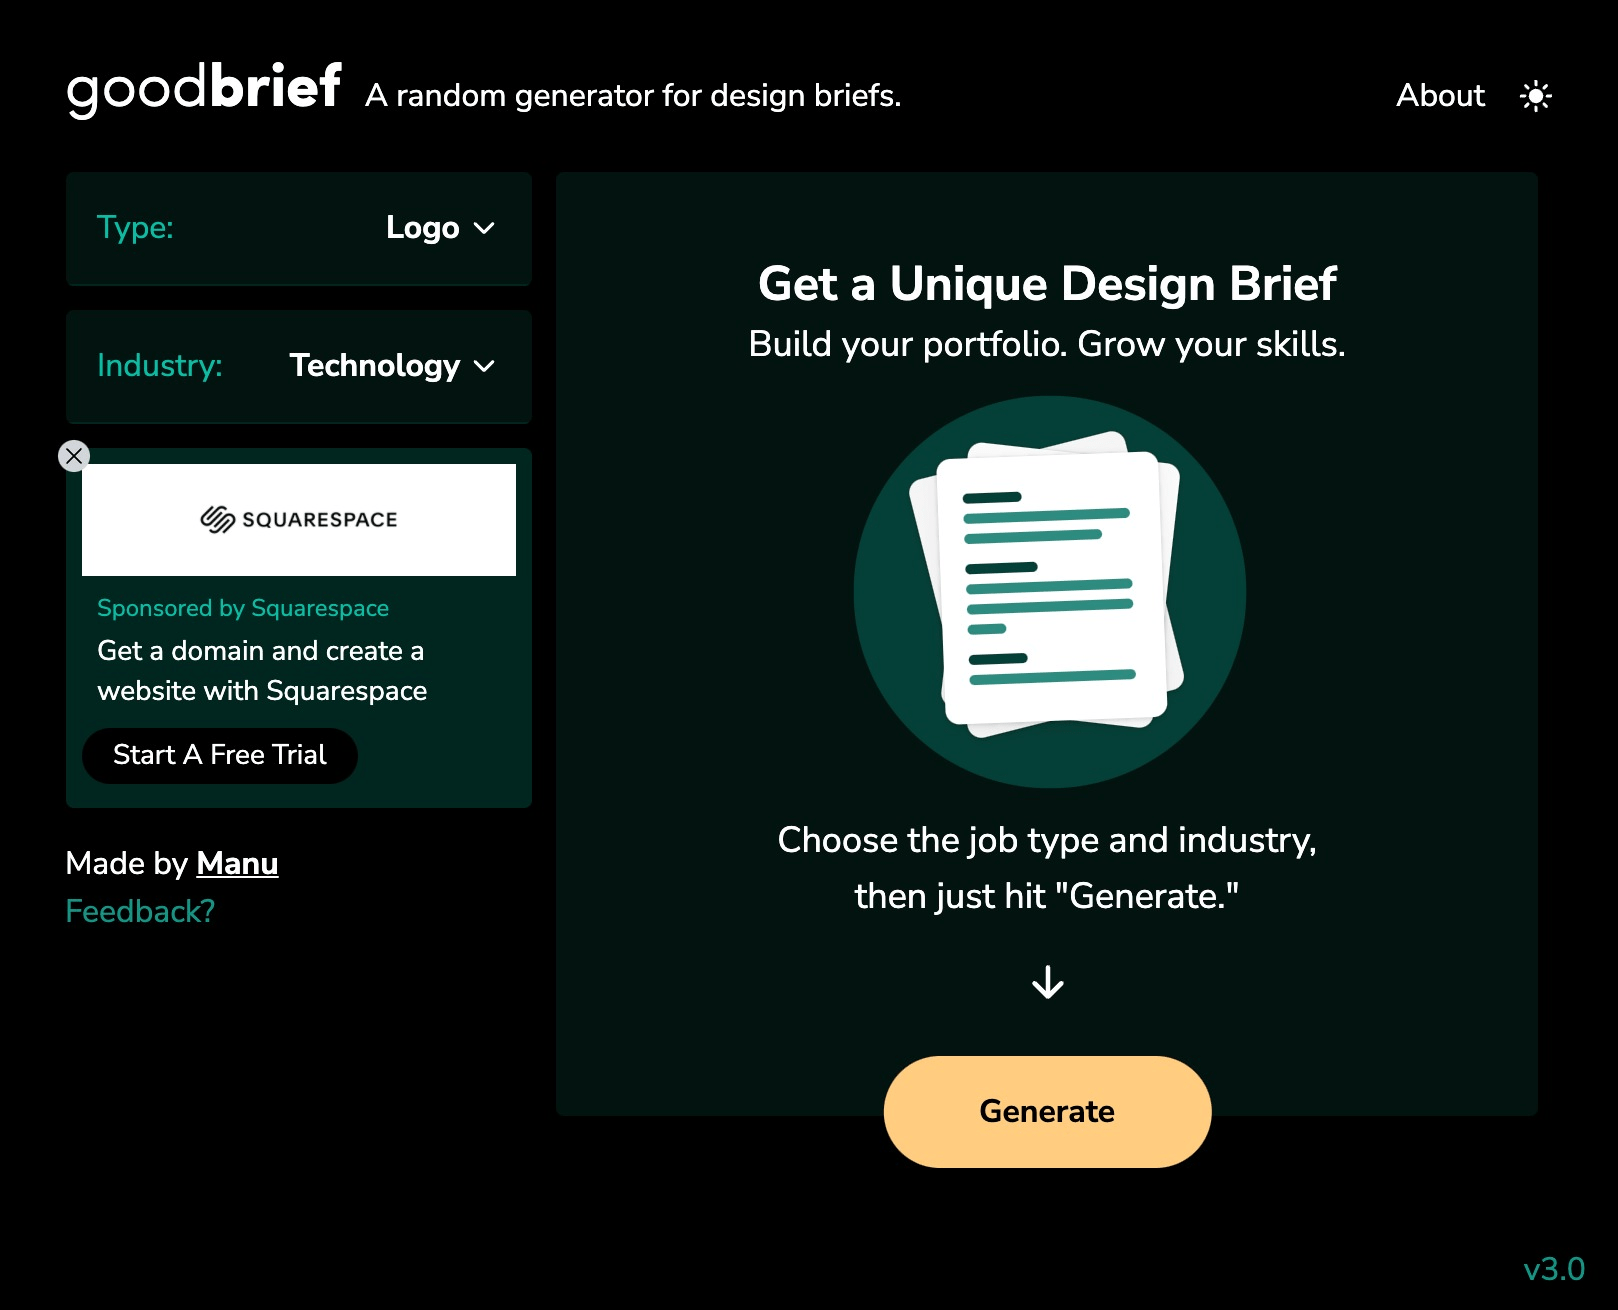 goodbrief A random generator for design briefs.
About
Type: Logo
Industry: Technology
SQUARESPACE
Sponsored by Squarespace
Get a domain and create a
website with Squarespace
Start A Free Trial
Made by Manu
Feedback?
Get a Unique Design Brief
Build your portfolio. Grow your skills.
Choose the job type and industry,
then just hit "Generate."
Generate
v3.0